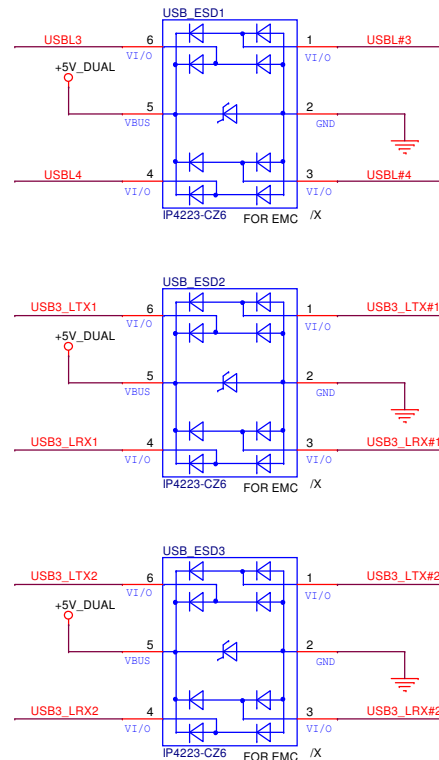 USB_ESD1
USBL3 6 1 USBL#3
VI/O VI/O
+5V_DUAL
5 2
VBUS GND
USBL4 4 3 USBL#4
VI/O VI/O
IP4223-CZ6 FOR EMC /X
USB_ESD2
USB3_LTX1 6 1 USB3_LTX#1
VI/O VI/O
+5V_DUAL
5 2
VBUS GND
USB3_LRX1 4 3 USB3_LRX#1
VI/O VI/O
IP4223-CZ6 FOR EMC /X
USB_ESD3
USB3_LTX2 6 1 USB3_LTX#2
VI/O VI/O
+5V_DUAL
5 2
VBUS GND
USB3_LRX2 4 3 USB3_LRX#2
VI/O VI/O
IP4223-CZ6 FOR EMC /X